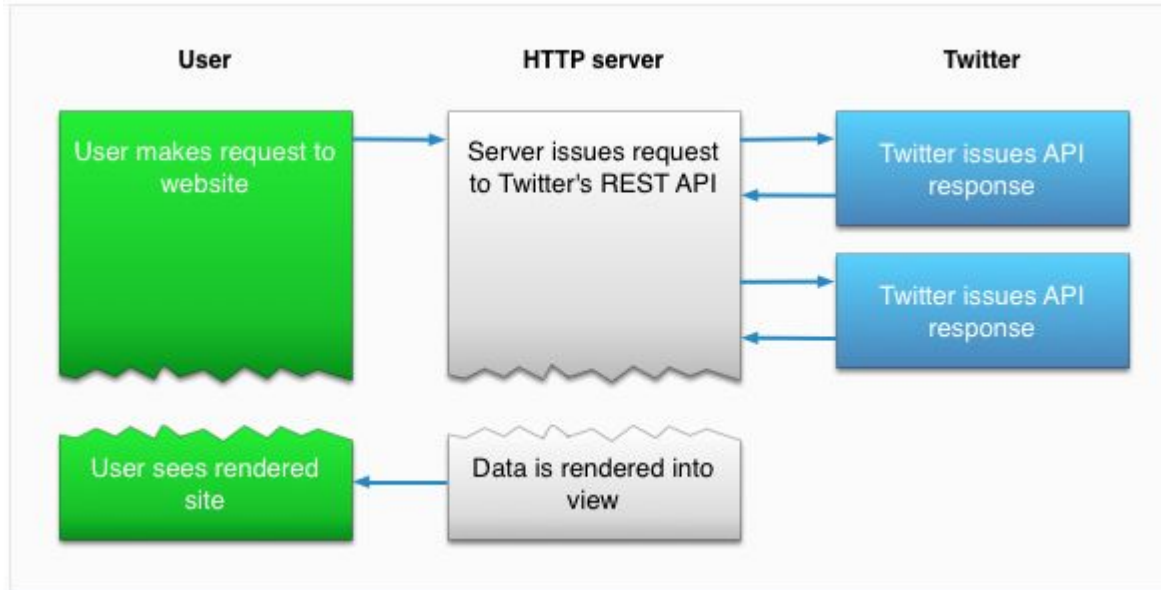 User
HTTP server
Twitter
User makes request to
website
Server issues request
to Twitter's REST API
Twitter issues API
response
Twitter issues API
response
User sees rendered
site
Data is rendered into
view